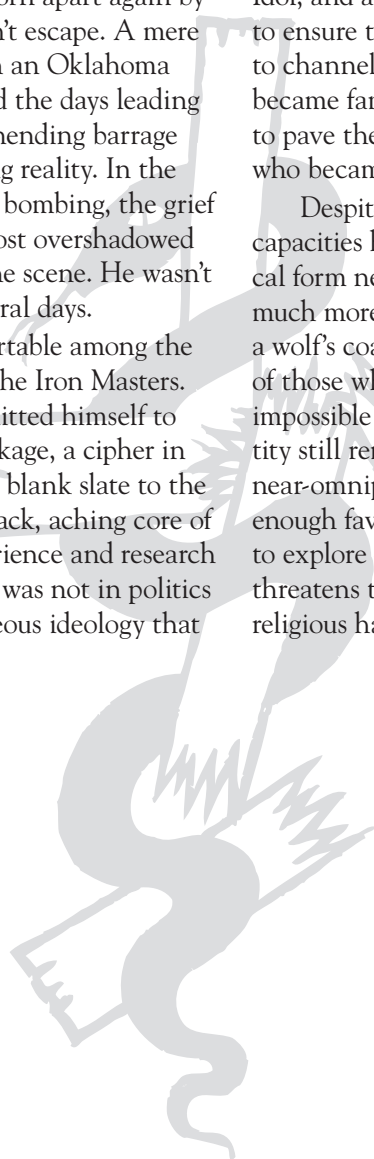 orn apart again by
n't escape. A mere
an Oklahoma
d the days leading
nending barrage
g reality. In the
bombing, the grief
ost overshadowed
ne scene. He wasn't
ral days.
rtable among the
he Iron Masters.
itted himself to
kage, a cipher in
blank slate to the
ack, aching core of
rience and research
was not in politics
eous ideology that
idol, and a
to ensure t
to channel
became fan
to pave the
who becam
Despit
capacities l
cal form ne
much more
a wolf's coa
of those wh
impossible
tity still ren
near-omnip
enough fav
to explore
threatens t
religious ha